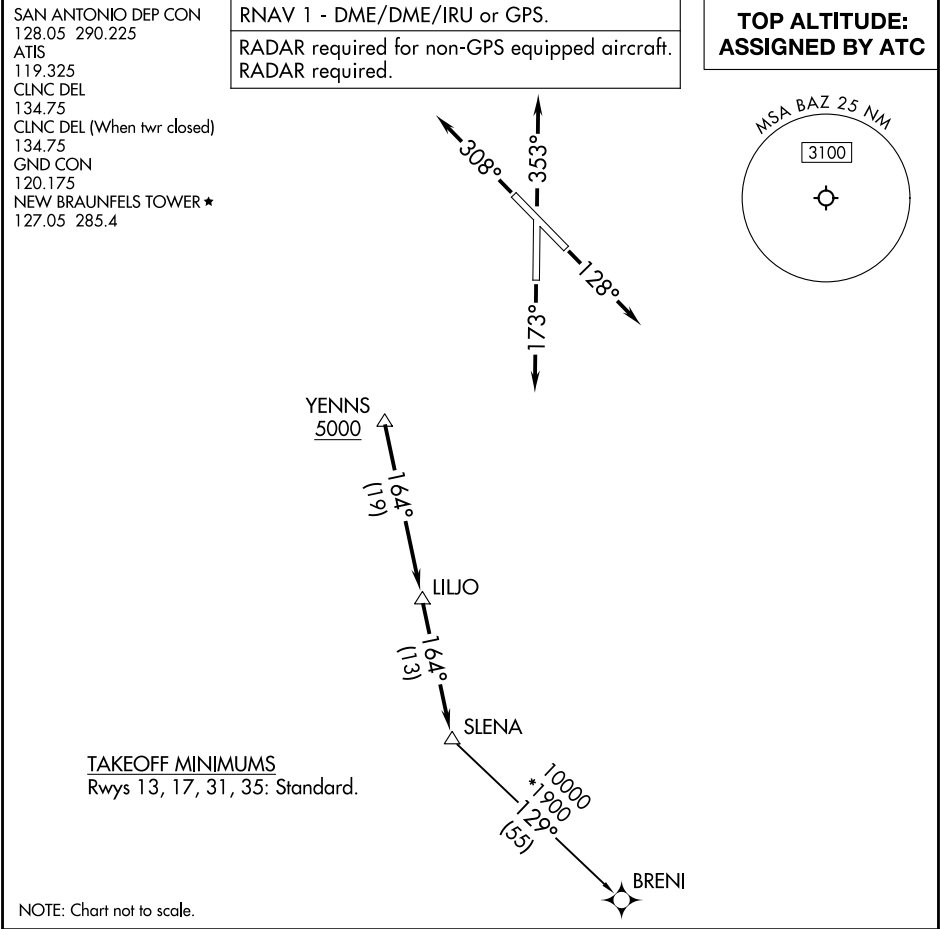 SAN ANTONIO DEP CON
128.05 290.225
ATIS
119.325
CLNC DEL
134.75
CLNC DEL (When twr closed)
134.75
GND CON
120.175
NEW BRAUNFELS TOWER★
127.05 285.4
RNAV 1 - DME/DME/IRU or GPS.
RADAR required for non-GPS equipped aircraft.
RADAR required.
TOP ALTITUDE:
ASSIGNED BY ATC
MSA BAZ 25 NM
3100
308°
353°
128°
173°
YENNS
5000
164°
(19)
LILJO
164°
(13)
SLENA
10000
*1900
129°
(55)
BRENI
TAKEOFF MINIMUMS
Rwys 13, 17, 31, 35: Standard.
NOTE: Chart not to scale.